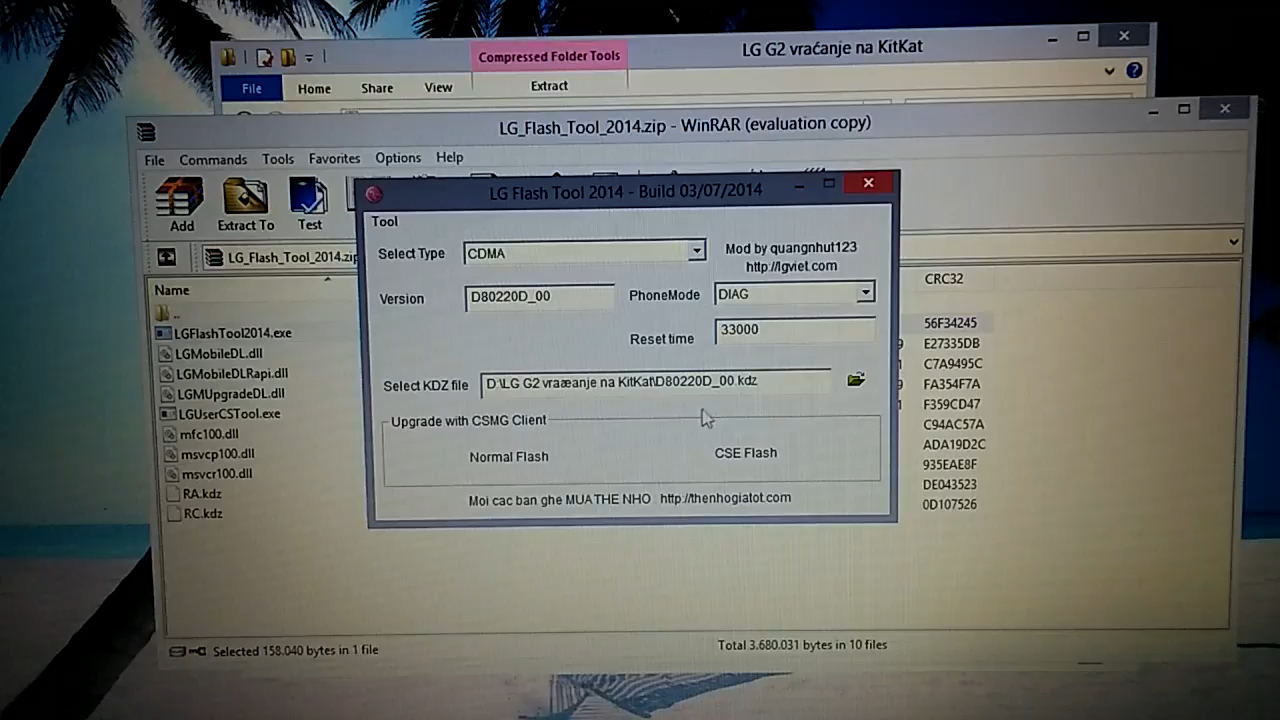 Compressed Folder Tools
LG G2 vraćanje na KitKat
File Home Share View Extract
LG_Flash_Tool_2014.zip - WinRAR (evaluation copy)
File Commands Tools Favorites Options Help
Add Extract To Test
LG_Flash_Tool_2014.zip
Name
CRC32
..
LGFlashTool2014.exe
LGMobileDL.dll
LGMobileDLRapi.dll
LGMUpgradeDL.dll
LGUserCSTool.exe
mfc100.dll
msvcp100.dll
msvcr100.dll
RA.kdz
RC.kdz
LG Flash Tool 2014 - Build 03/07/2014
Tool
Select Type CDMA
Mod by quangnhut123
http://lgviet.com
Version D80220D_00
PhoneMode DIAG
Reset time 33000
Select KDZ file D:\LG G2 vraæanje na KitKat\D80220D_00.kdz
Upgrade with CSMG Client
Normal Flash
CSE Flash
Moi cac ban ghe MUA THE NHO http://thenhogiatot.com
56F34245
E27335DB
C7A9495C
FA354F7A
F359CD47
C94AC57A
ADA19D2C
935EAE8F
DE043523
0D107526
Selected 158.040 bytes in 1 file
Total 3.680.031 bytes in 10 files